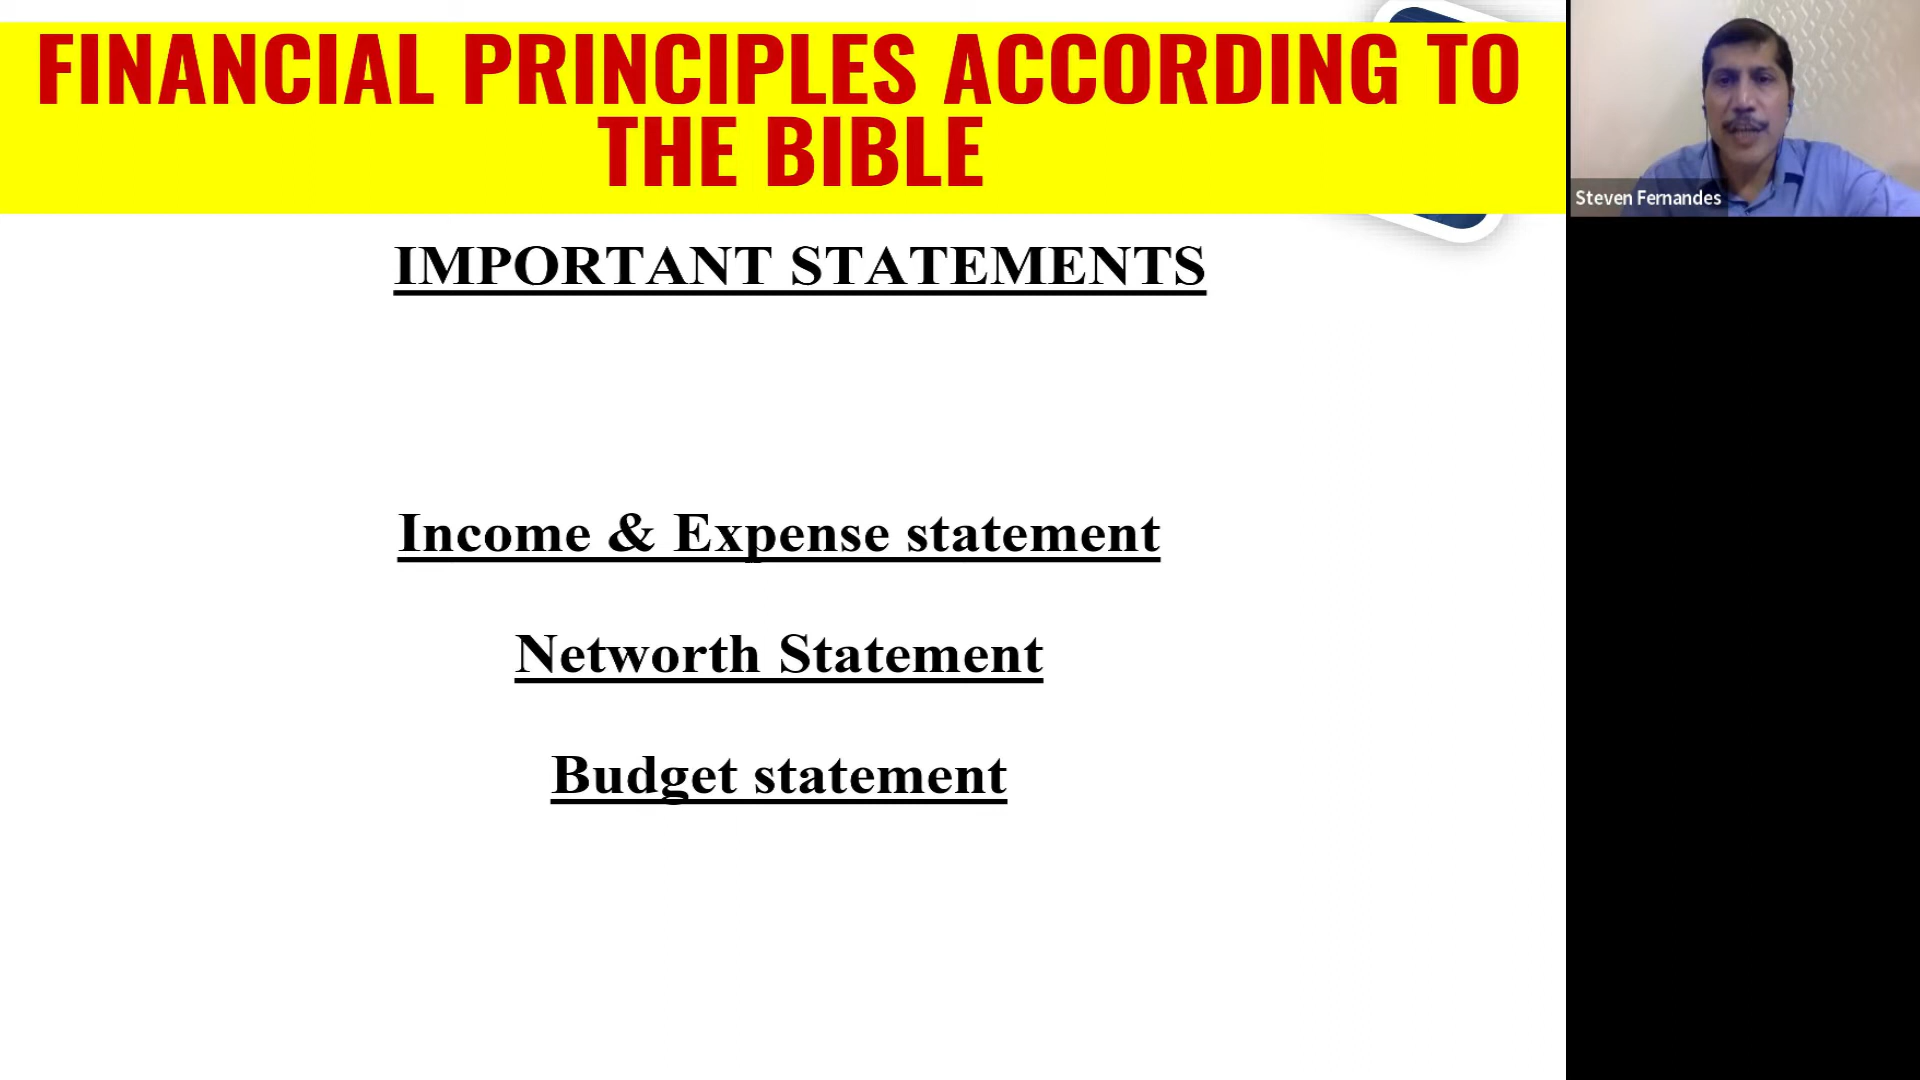 FINANCIAL PRINCIPLES ACCORDING TO
THE BIBLE
Steven Fernandes
IMPORTANT STATEMENTS
Income & Expense statement
Networth Statement
Budget statement